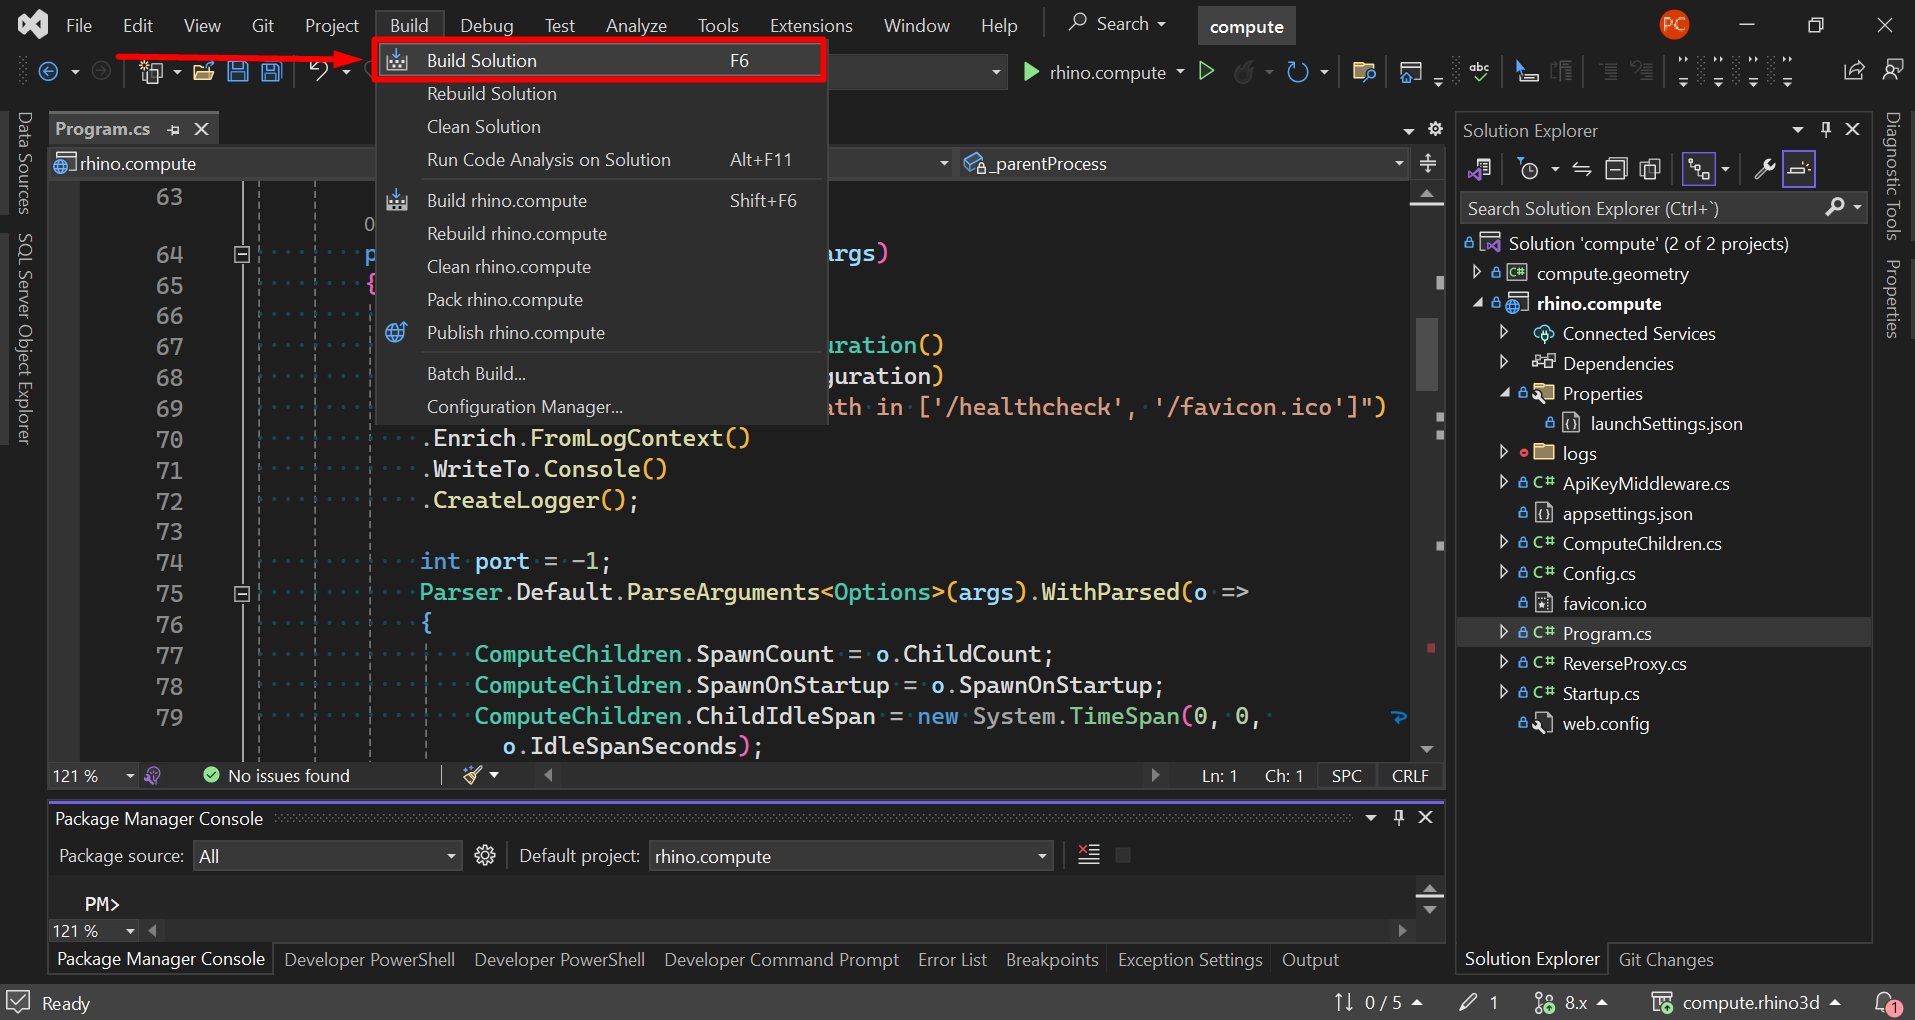 File Edit View Git Project Build Debug Test Analyze Tools Extensions Window Help Search compute PC
Build Solution F6
Rebuild Solution
Clean Solution
Run Code Analysis on Solution Alt+F11
Build rhino.compute Shift+F6
Rebuild rhino.compute
Clean rhino.compute
Pack rhino.compute
Publish rhino.compute
Batch Build...
Configuration Manager...
rhino.compute
abc
Data Sources
SQL Server Object Explorer
Program.cs
rhino.compute
_parentProcess
63
0
64 p args)
65 {
66
67 uration()
68 guration)
69 ath in ['/healthcheck', '/favicon.ico']")
70 .Enrich.FromLogContext()
71 .WriteTo.Console()
72 .CreateLogger();
73
74 int port = -1;
75 Parser.Default.ParseArguments<Options>(args).WithParsed(o =>
76 {
77 ComputeChildren.SpawnCount = o.ChildCount;
78 ComputeChildren.SpawnOnStartup = o.SpawnOnStartup;
79 ComputeChildren.ChildIdleSpan = new System.TimeSpan(0, 0,
o.IdleSpanSeconds);
121 % No issues found Ln: 1 Ch: 1 SPC CRLF
Package Manager Console
Package source: All Default project: rhino.compute
PM>
121 %
Package Manager Console Developer PowerShell Developer PowerShell Developer Command Prompt Error List Breakpoints Exception Settings Output
Solution Explorer
Search Solution Explorer (Ctrl+`)
Solution 'compute' (2 of 2 projects)
C# compute.geometry
rhino.compute
Connected Services
Dependencies
Properties
launchSettings.json
logs
C# ApiKeyMiddleware.cs
appsettings.json
C# ComputeChildren.cs
C# Config.cs
favicon.ico
C# Program.cs
C# ReverseProxy.cs
C# Startup.cs
web.config
Solution Explorer Git Changes
Diagnostic Tools
Properties
Ready 0 / 5 1 8.x compute.rhino3d 1